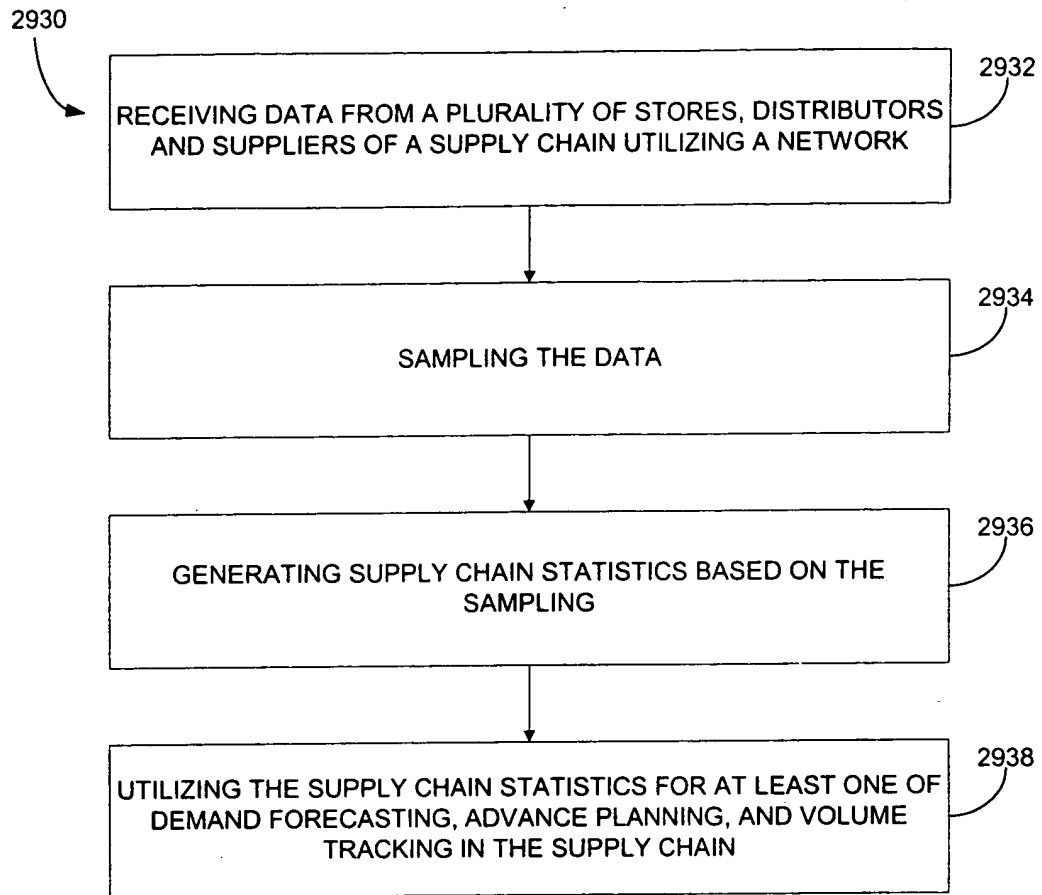 2930
2932
RECEIVING DATA FROM A PLURALITY OF STORES, DISTRIBUTORS
AND SUPPLIERS OF A SUPPLY CHAIN UTILIZING A NETWORK
2934
SAMPLING THE DATA
2936
GENERATING SUPPLY CHAIN STATISTICS BASED ON THE
SAMPLING
2938
UTILIZING THE SUPPLY CHAIN STATISTICS FOR AT LEAST ONE OF
DEMAND FORECASTING, ADVANCE PLANNING, AND VOLUME
TRACKING IN THE SUPPLY CHAIN